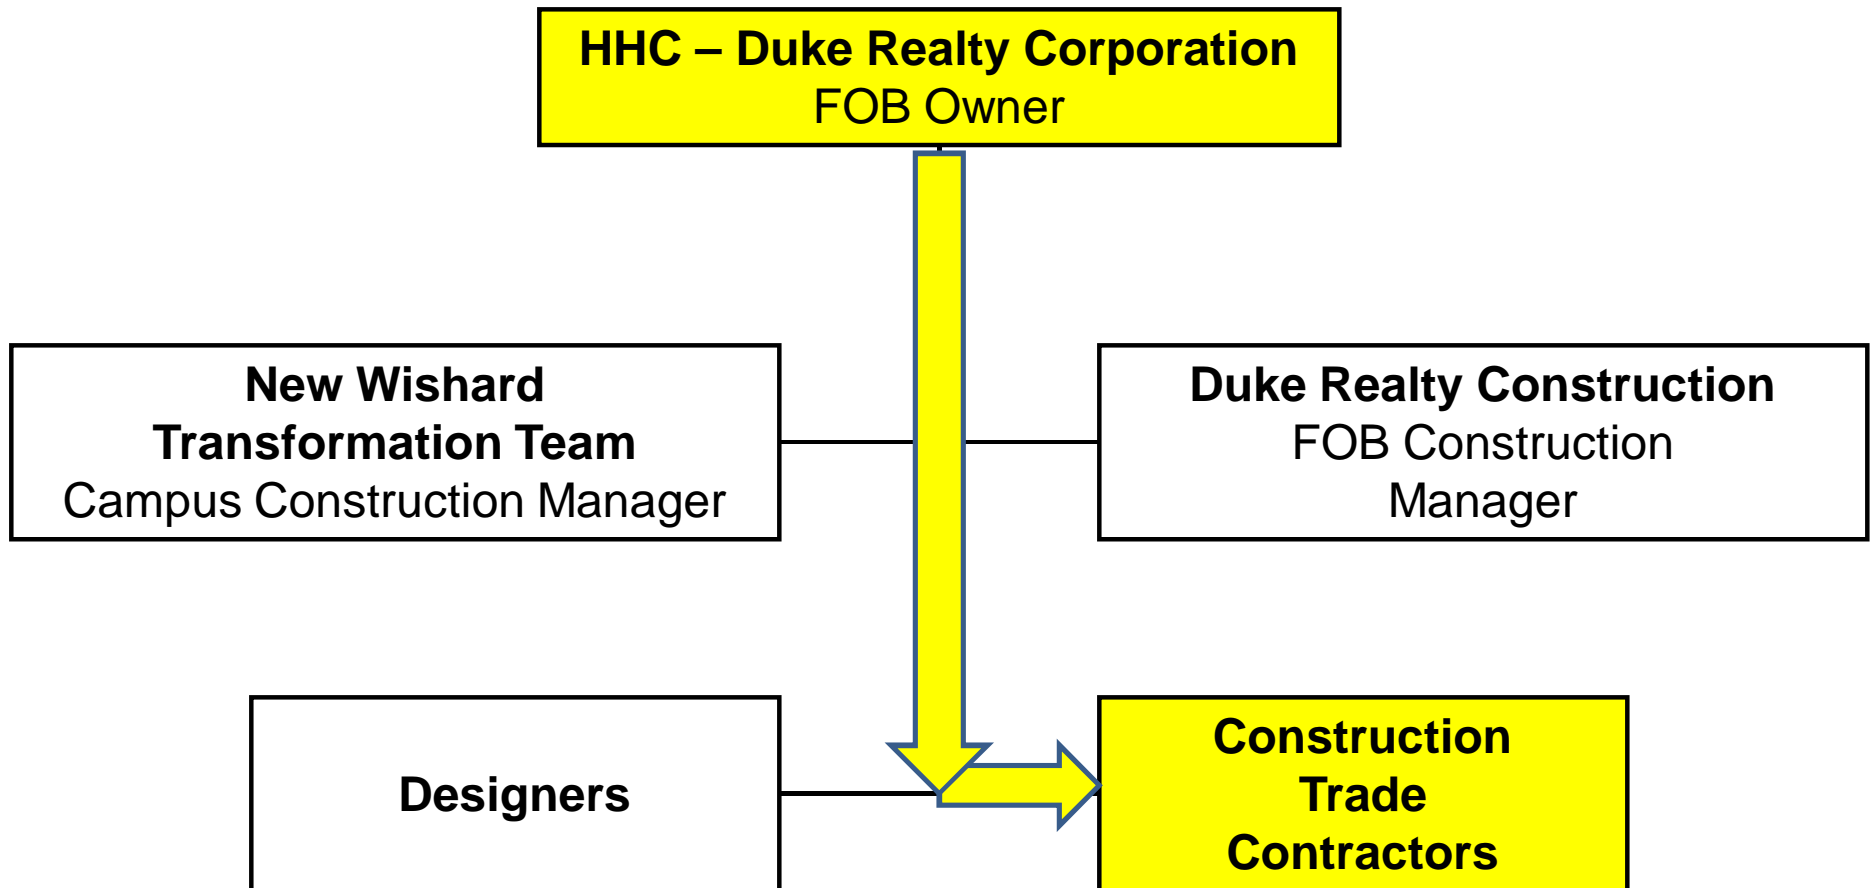 HHC – Duke Realty Corporation
FOB Owner
New Wishard
Transformation Team
Campus Construction Manager
Duke Realty Construction
FOB Construction
Manager
Designers
Construction
Trade
Contractors